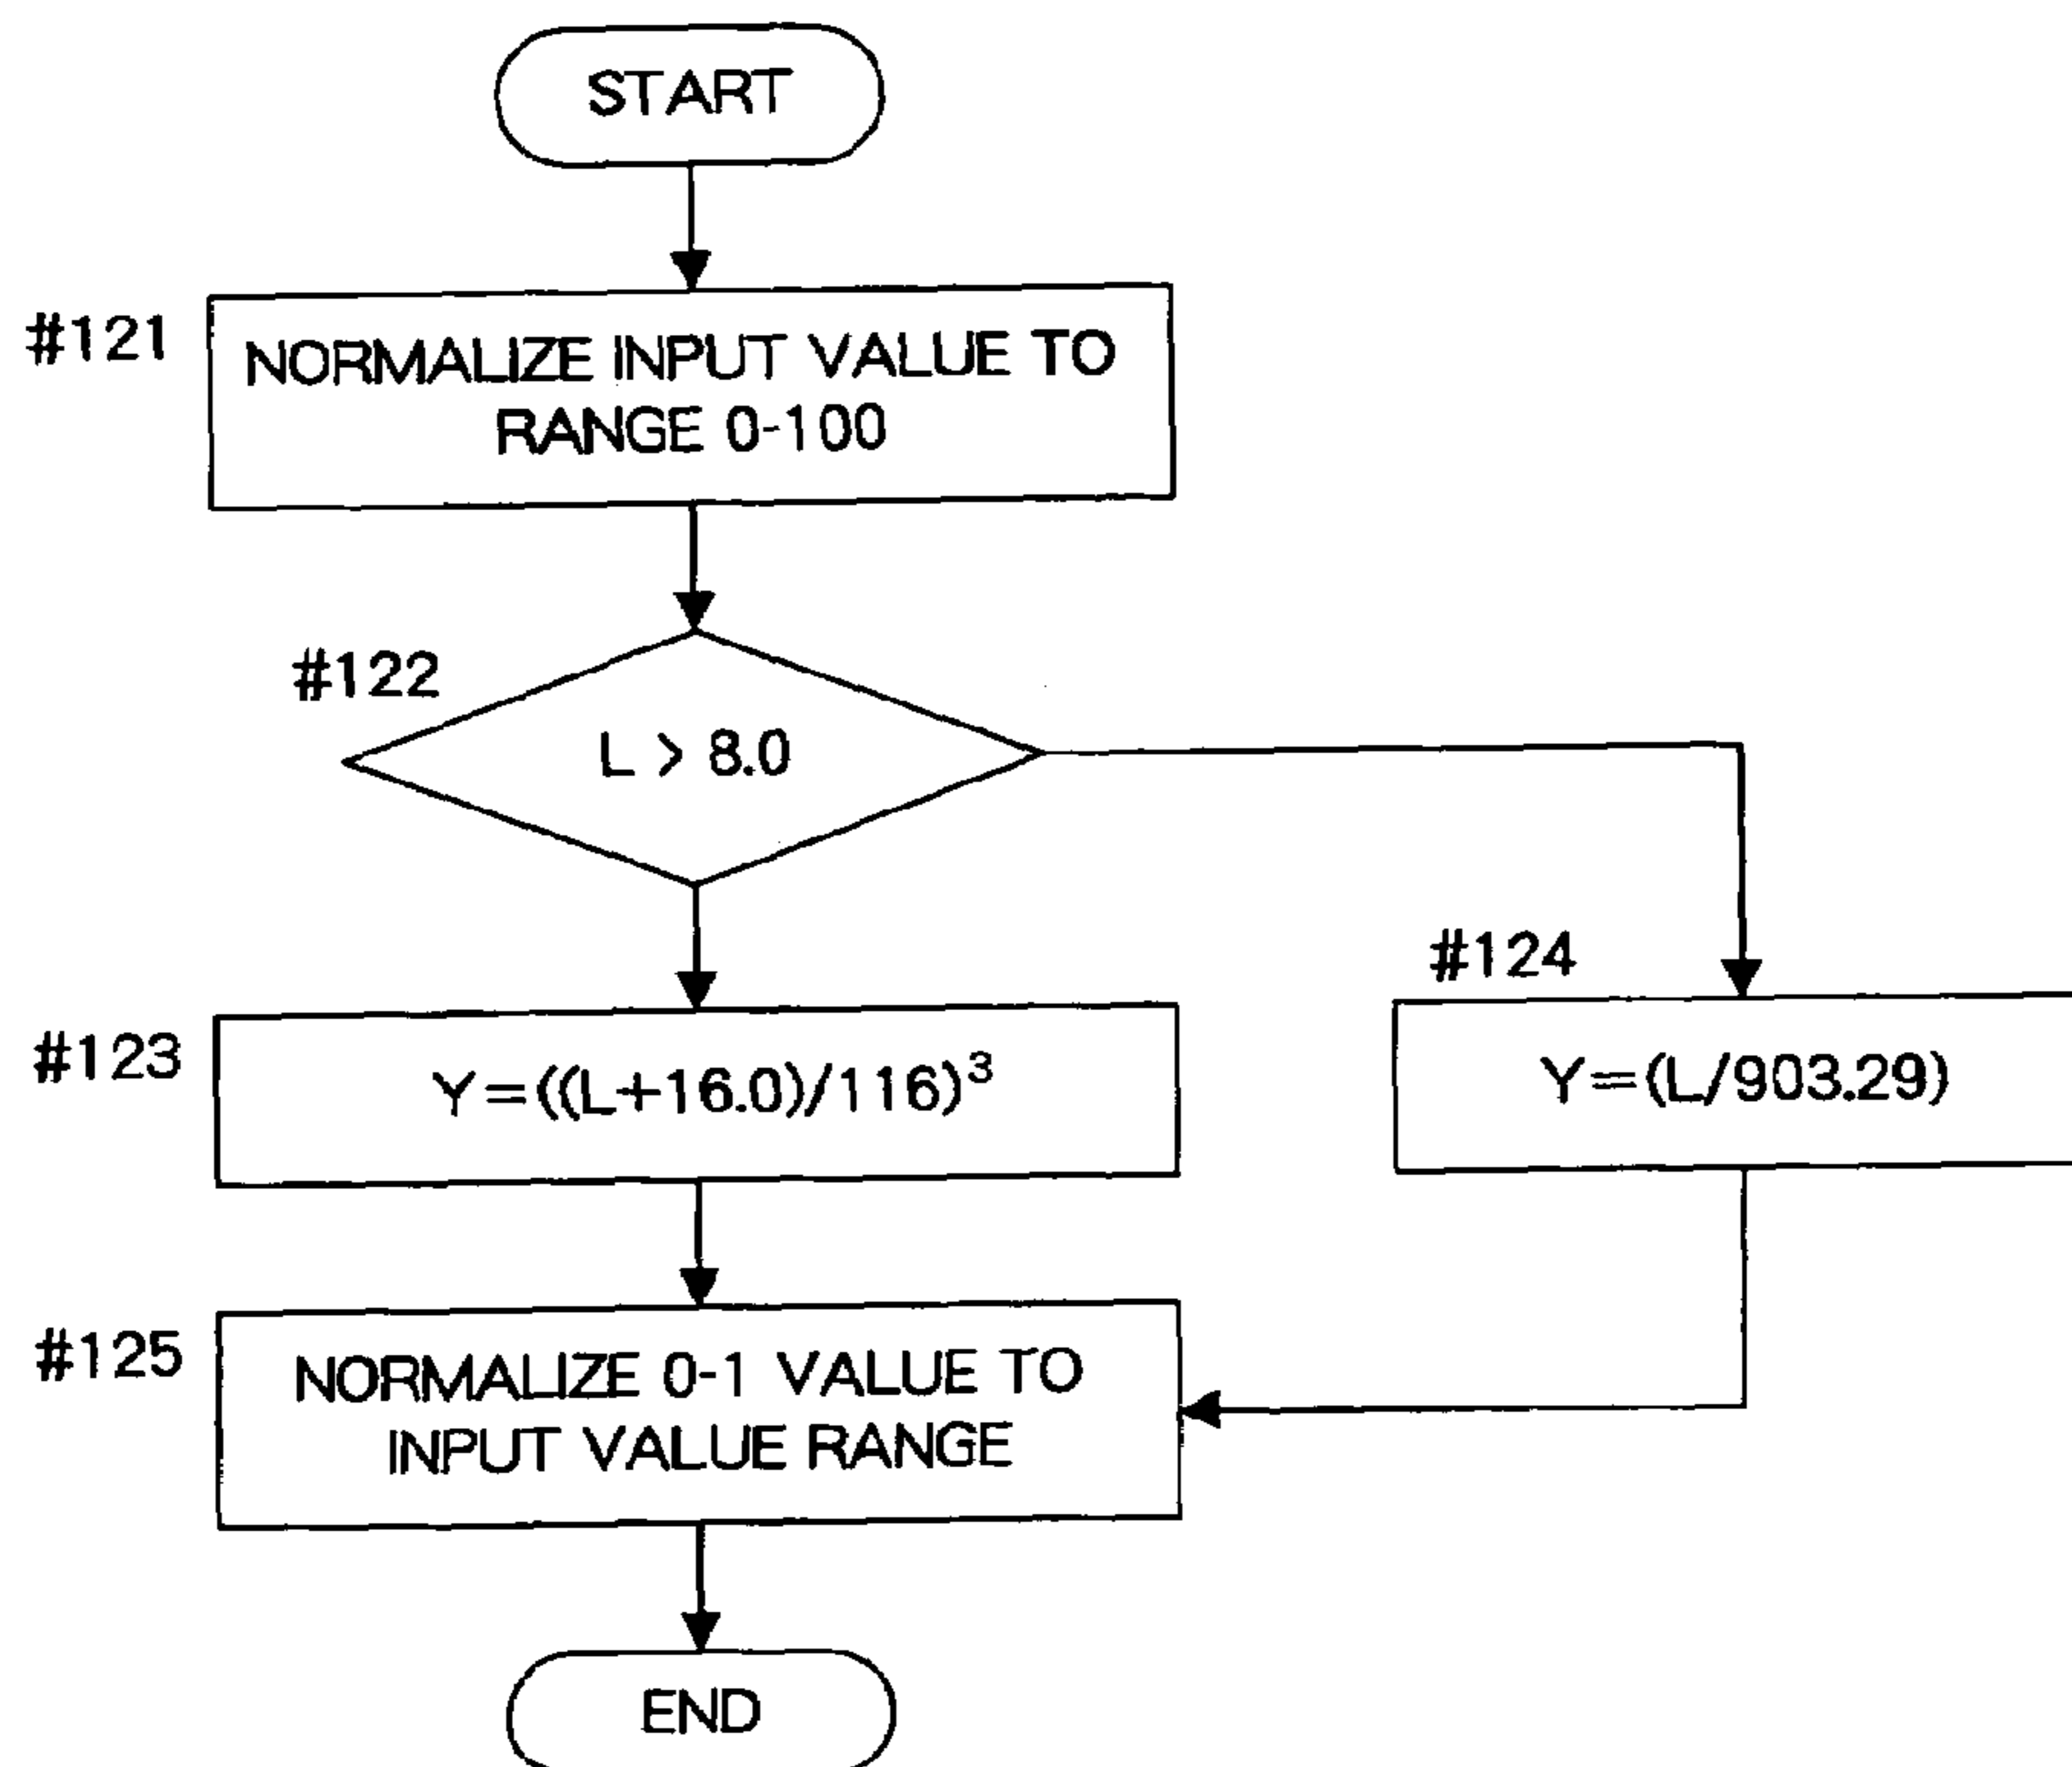 START
#121
NORMALIZE INPUT VALUE TO
RANGE 0-100
#122
L > 8.0
#124
#123
Y=((L+16.0)/116)³
Y=(L/903.29)
#125
NORMALIZE 0-1 VALUE TO
INPUT VALUE RANGE
END